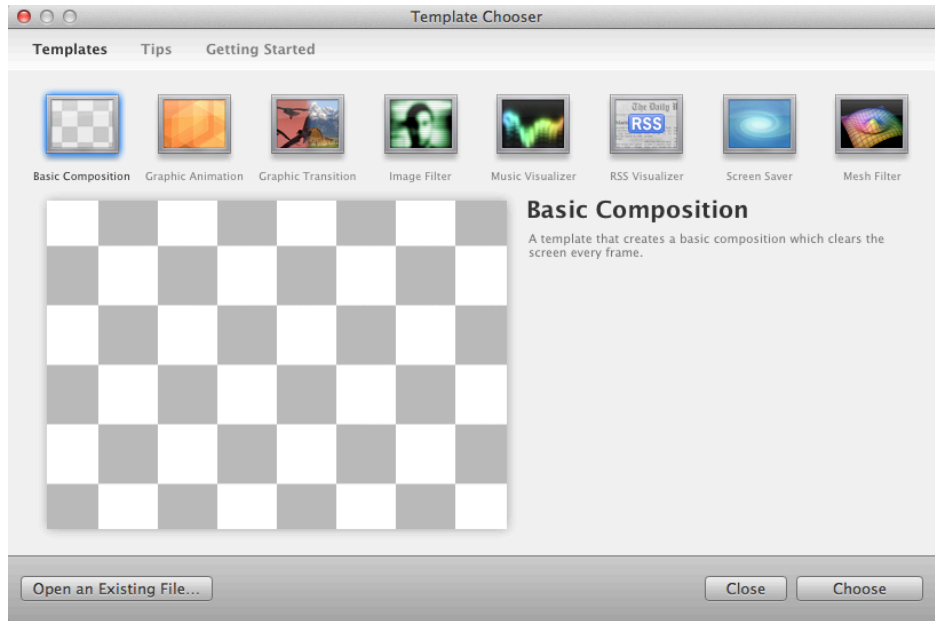 Template Chooser
Templates Tips Getting Started
The Daily
RSS
Basic Composition Graphic Animation Graphic Transition Image Filter Music Visualizer RSS Visualizer Screen Saver Mesh Filter
Basic Composition
A template that creates a basic composition which clears the
screen every frame.
Open an Existing File... Close Choose